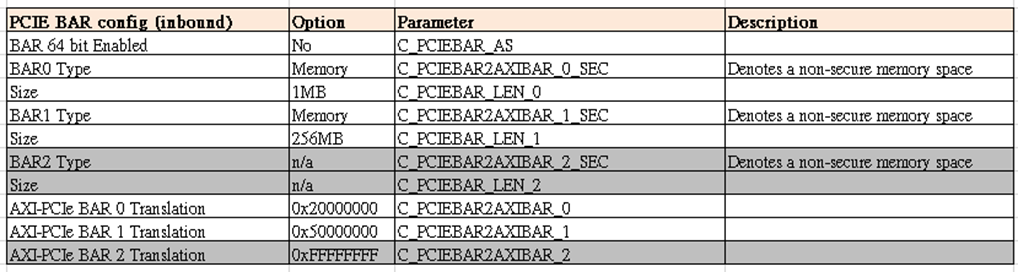 PCIE BAR config (inbound) Option Parameter Description
BAR 64 bit Enabled No C_PCIEBAR_AS
BAR0 Type Memory C_PCIEBAR2AXIBAR_0_SEC Denotes a non-secure memory space
Size 1MB C_PCIEBAR_LEN_0
BAR1 Type Memory C_PCIEBAR2AXIBAR_1_SEC Denotes a non-secure memory space
Size 256MB C_PCIEBAR_LEN_1
BAR2 Type n/a C_PCIEBAR2AXIBAR_2_SEC Denotes a non-secure memory space
Size n/a C_PCIEBAR_LEN_2
AXI-PCIe BAR 0 Translation 0x20000000 C_PCIEBAR2AXIBAR_0
AXI-PCIe BAR 1 Translation 0x50000000 C_PCIEBAR2AXIBAR_1
AXI-PCIe BAR 2 Translation 0xFFFFFFFF C_PCIEBAR2AXIBAR_2